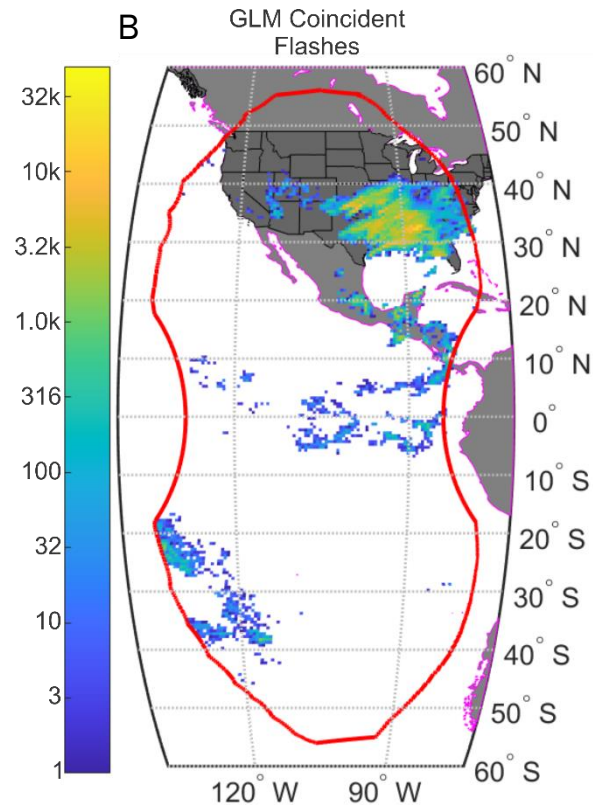 B
GLM Coincident
Flashes
32k
10k
3.2k
1.0k
316
100
32
10
3
1
60° N
50° N
40° N
30° N
20° N
10° N
0°
10° S
20° S
30° S
40° S
50° S
60° S
120° W
90° W